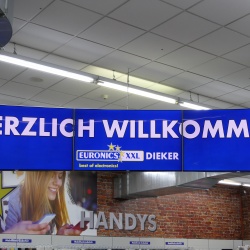 ERZLICH WILLKOMM
EURONICS XXL DIEKER
best of electronics!
HANDYS